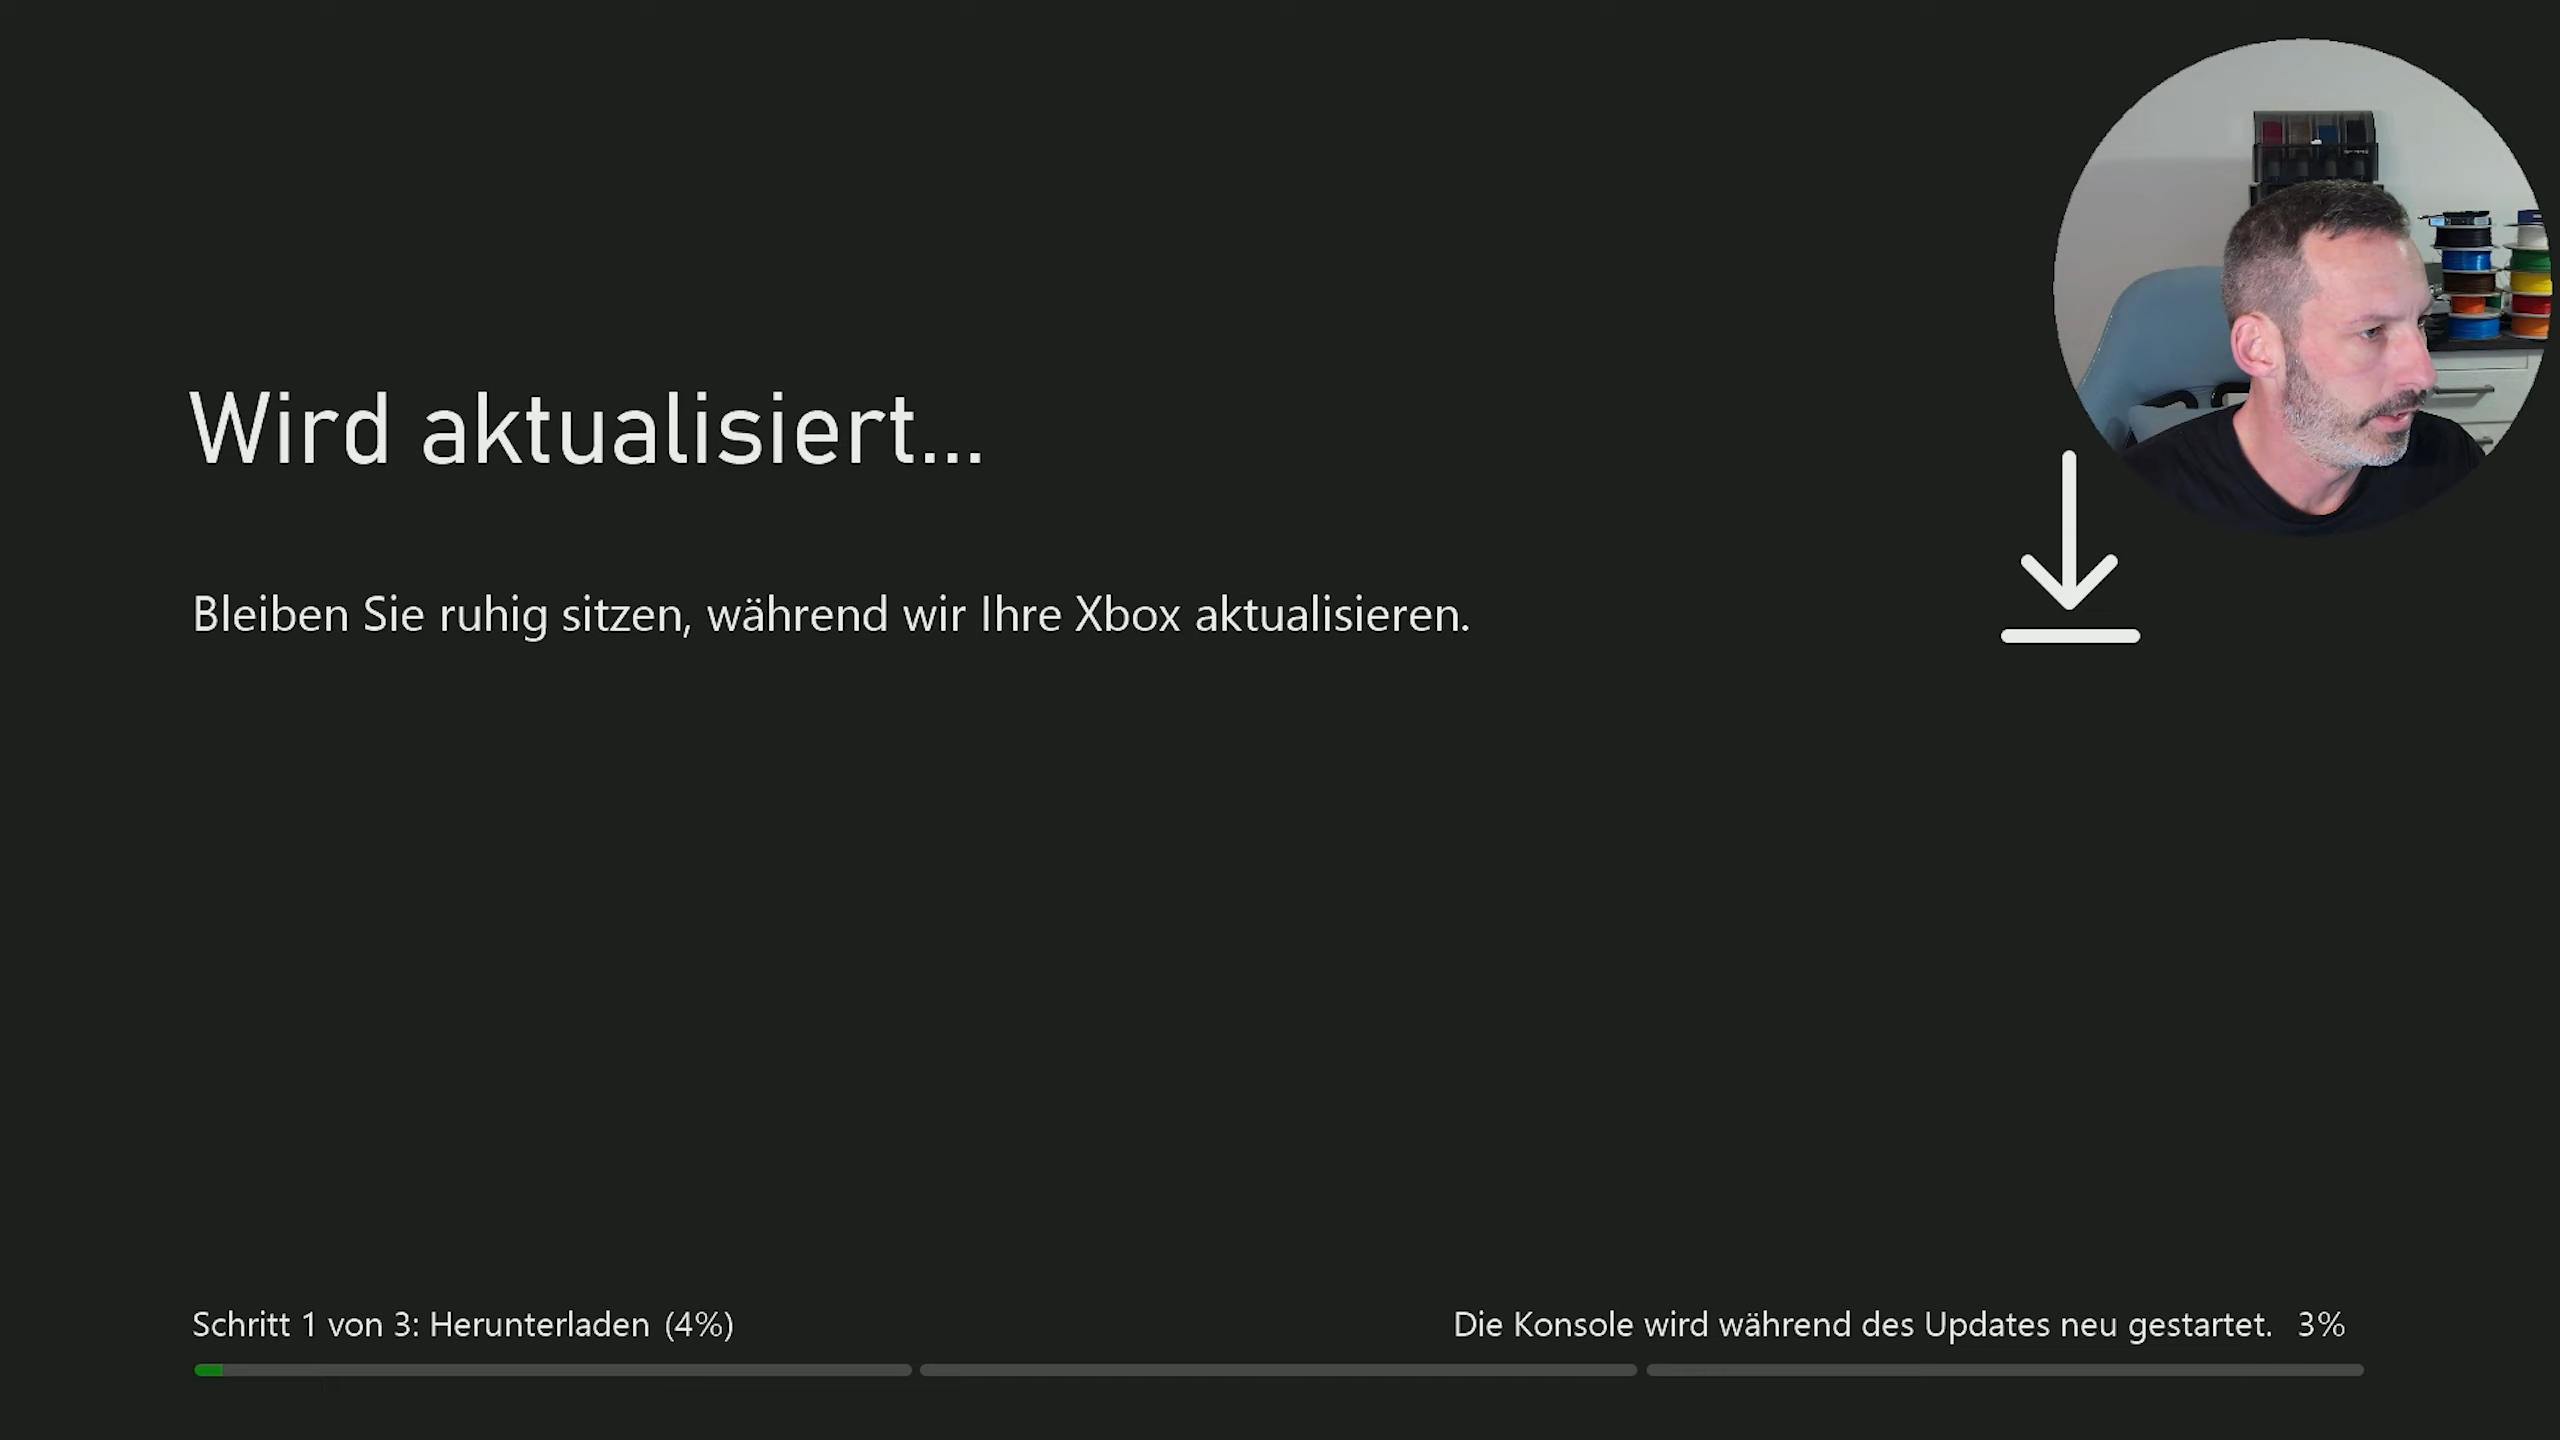 Wird aktualisiert...
Bleiben Sie ruhig sitzen, während wir Ihre Xbox aktualisieren.
Schritt 1 von 3: Herunterladen (4%)
Die Konsole wird während des Updates neu gestartet. 3%